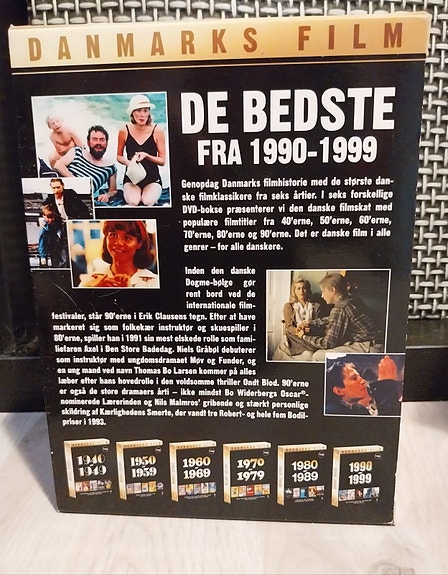 DANMARKS FILM
DE BEDSTE
FRA 1990-1999
Genopdag Danmarks filmhistorie med de største dan-
ske filmklassikere fra seks årtier. I seks forskellige
DVD-bokse præsenterer vi den danske filmskat med
populære filmtitler fra 40'erne, 50'erne, 60'erne,
70'erne, 80'erne og 90'erne. Det er danske film i alle
genrer – for alle danskere.
Inden den danske
Dogme-bølge gør
rent bord ved de
internationale film-
festivaler, står 90'erne i Erik Clausens tegn. Efter at have
markeret sig som folkekær instruktør og skuespiller i
80'erne, spiller han i 1991 sin mest elskede rolle som fami-
liefaren Axel i Den Store Badedag. Niels Gråbøl debuterer
som instruktør med ungdomsdramaet Møv og Funder, og
en ung mand ved navn Thomas Bo Larsen kommer på alles
læber efter hans hovedrolle i den voldsomme thriller Ondt Blod. 90'erne
er også de store dramaers årti – ikke mindst Bo Widerbergs Oscar®-
nominerede Lærerinden og Nils Malmros' gribende og stærkt personlige
skildring af Kærlighedens Smerte, der vandt tre Robert- og hele fem Bodil-
priser i 1993.
1940 1949
1950 1959
1960 1969
1970 1979
1980 1989
1990 1999